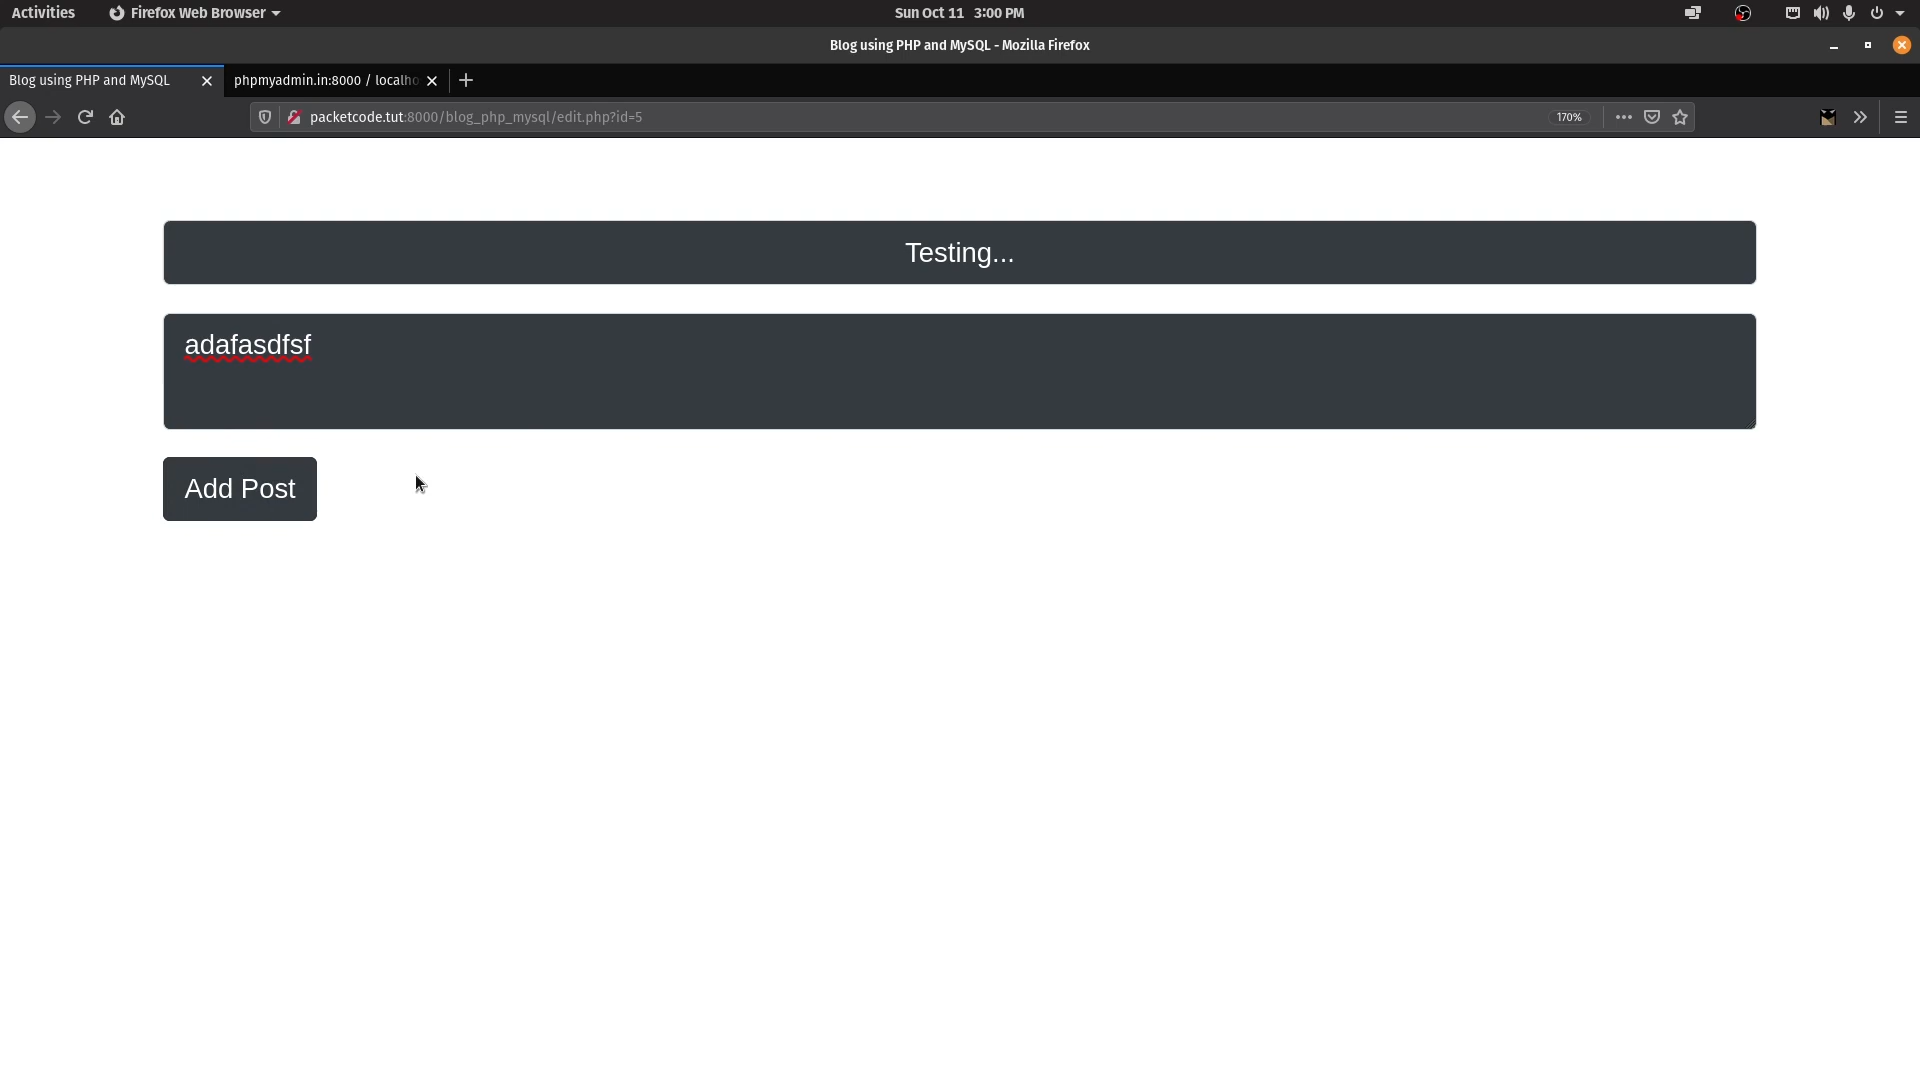 Activities
Firefox Web Browser
Sun Oct 11 3:00 PM
Blog using PHP and MySQL - Mozilla Firefox
Blog using PHP and MySQL
phpmyadmin.in:8000 / localho
packetcode.tut:8000/blog_php_mysql/edit.php?id=5
170%
Testing...
adafasdfsf
Add Post